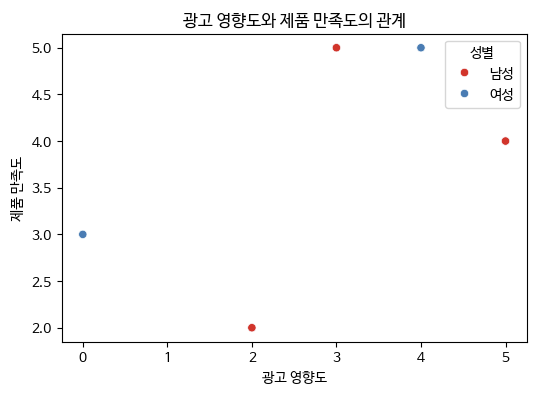 광고 영향도와 제품 만족도의 관계
성별
남성
여성
제품 만족도
5.0
4.5
4.0
3.5
3.0
2.5
2.0
0 1 2 3 4 5
광고 영향도